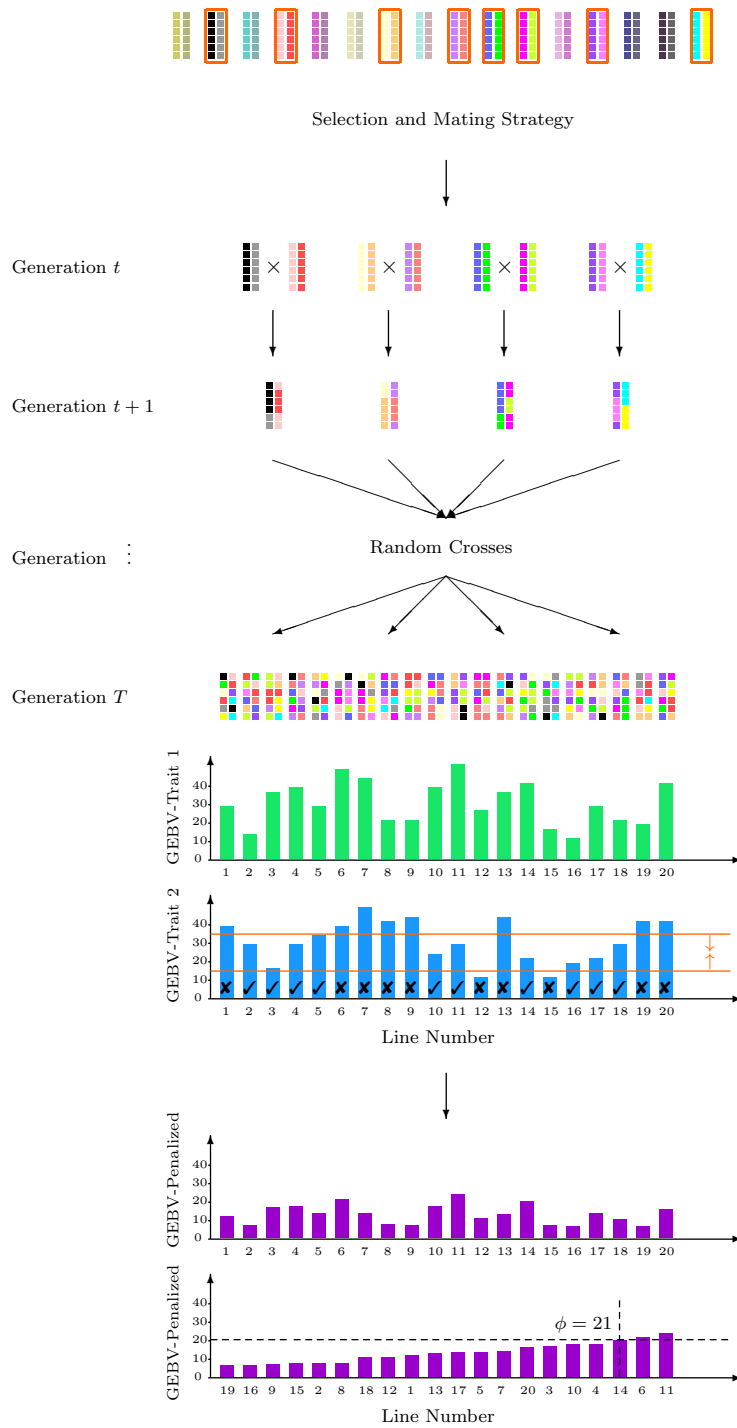 Selection and Mating Strategy
Generation t
×
×
×
×
Generation t + 1
Generation ⋮
Random Crosses
Generation T
GEBV-Trait 1
40
30
20
10
0
1 2 3 4 5 6 7 8 9 10 11 12 13 14 15 16 17 18 19 20
GEBV-Trait 2
40
30
20
10
0
✗ ✓ ✓ ✓ ✓ ✗ ✗ ✗ ✗ ✓ ✓ ✗ ✗ ✓ ✗ ✓ ✓ ✓ ✗ ✗
1 2 3 4 5 6 7 8 9 10 11 12 13 14 15 16 17 18 19 20
Line Number
GEBV-Penalized
40
30
20
10
0
1 2 3 4 5 6 7 8 9 10 11 12 13 14 15 16 17 18 19 20
GEBV-Penalized
40
30
20
10
0
ϕ = 21
19 16 9 15 2 8 18 12 1 13 17 5 7 20 3 10 4 14 6 11
Line Number